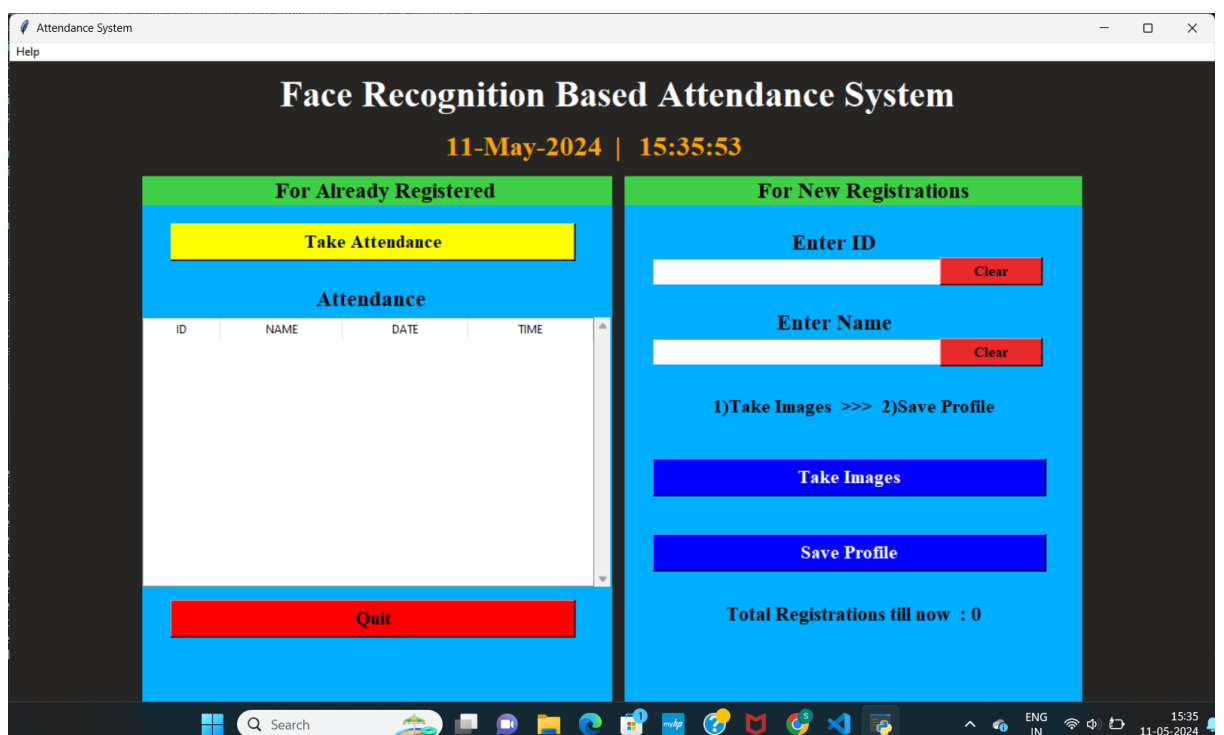 Attendance System
Help
Face Recognition Based Attendance System
11-May-2024 | 15:35:53
For Already Registered
Take Attendance
Attendance
ID NAME DATE TIME
Quit
For New Registrations
Enter ID
Clear
Enter Name
Clear
1)Take Images >>> 2)Save Profile
Take Images
Save Profile
Total Registrations till now : 0
Search
1
myhp
S
ENG
IN
15:35
11-05-2024